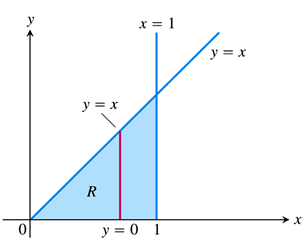 y
x = 1
y = x
y = x
R
x
0
y = 0
1